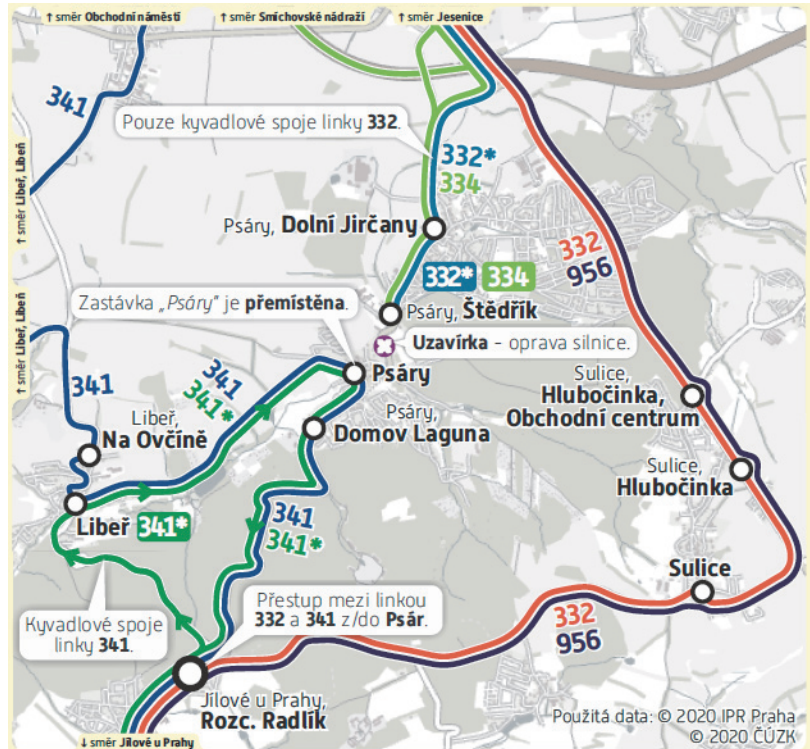 ↑ směr Obchodní náměstí
↑ směr Smíchovské nádraží
↑ směr Jesenice
341
Pouze kyvadlové spoje linky 332.
↑ směr Libeř, Libeň
332*
334
Psáry, Dolní Jirčany
332
956
332* 334
Zastávka „Psáry" je přemístěna.
Psáry, Štědřík
↑ směr Libeř, Libeň
Uzavírka - oprava silnice.
341
341
341*
Psáry
Sulice,
Hlubočinka,
Obchodní centrum
Libeř,
Na Ovčíně
Psáry,
Domov Laguna
Sulice,
Hlubočinka
Libeř 341*
341
341*
Sulice
Kyvadlové spoje
linky 341.
Přestup mezi linkou
332 a 341 z/do Psár.
332
956
Jílové u Prahy,
Rozc. Radlík
Použitá data: © 2020 IPR Praha
© 2020 ČÚZK
↓ směr Jílové u Prahy